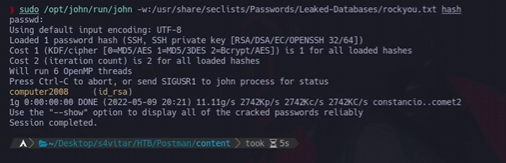 ❯ sudo /opt/john/run/john -w:/usr/share/seclists/Passwords/Leaked-Databases/rockyou.txt hash
passwd:
Using default input encoding: UTF-8
Loaded 1 password hash (SSH, SSH private key [RSA/DSA/EC/OPENSSH 32/64])
Cost 1 (KDF/cipher [0=MD5/AES 1=MD5/3DES 2=Bcrypt/AES]) is 1 for all loaded hashes
Cost 2 (iteration count) is 2 for all loaded hashes
Will run 6 OpenMP threads
Press Ctrl-C to abort, or send SIGUSR1 to john process for status
computer2008 (id_rsa)
1g 0:00:00:00 DONE (2022-05-09 20:21) 11.11g/s 2742Kp/s 2742Kc/s 2742KC/s constancio..comet2
Use the "--show" option to display all of the cracked passwords reliably
Session completed.
~/Desktop/s4vitar/HTB/Postman/content took 5s